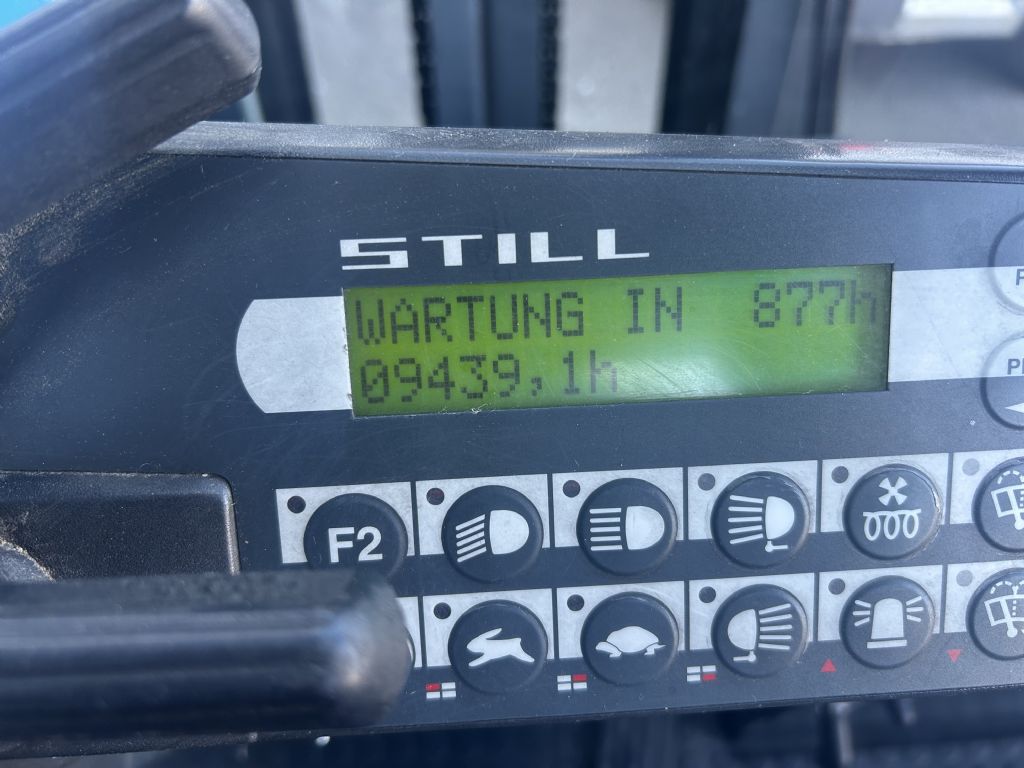 STILL
WARTUNG IN 877h
09439,1h
F2